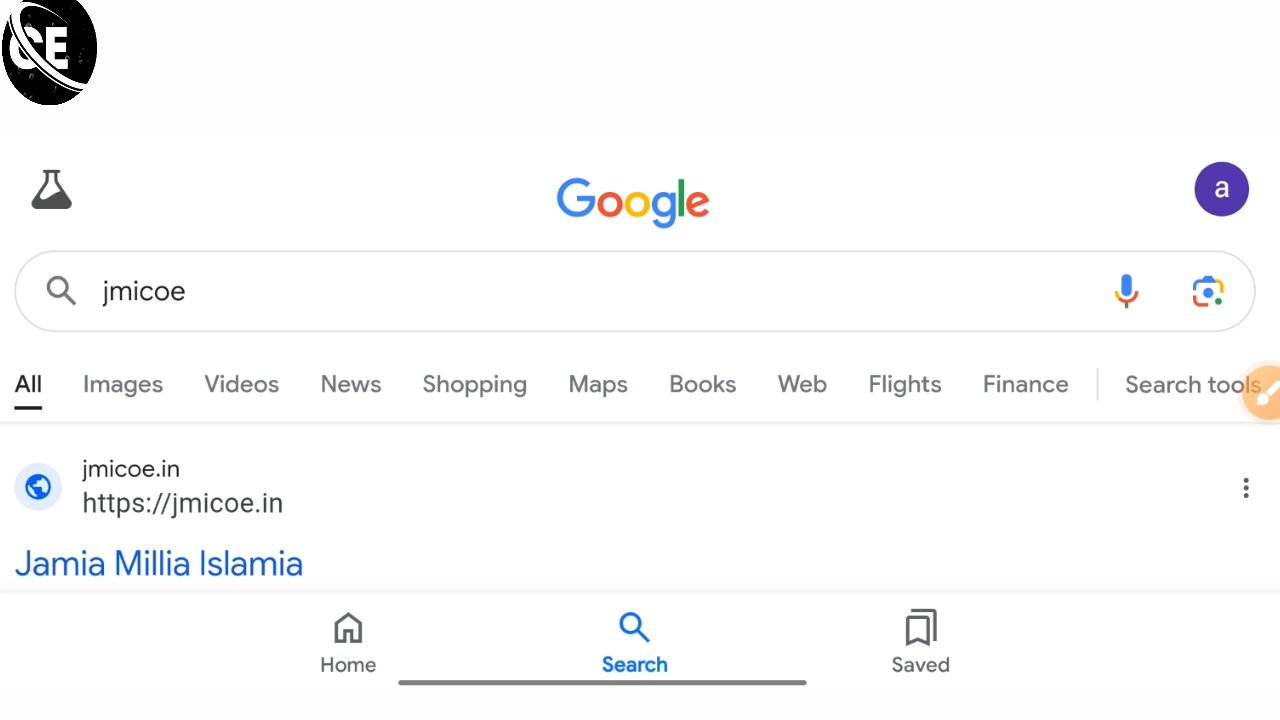 CE
Google
a
jmicoe
All Images Videos News Shopping Maps Books Web Flights Finance Search tools
jmicoe.in
https://jmicoe.in
Jamia Millia Islamia
Home Search Saved